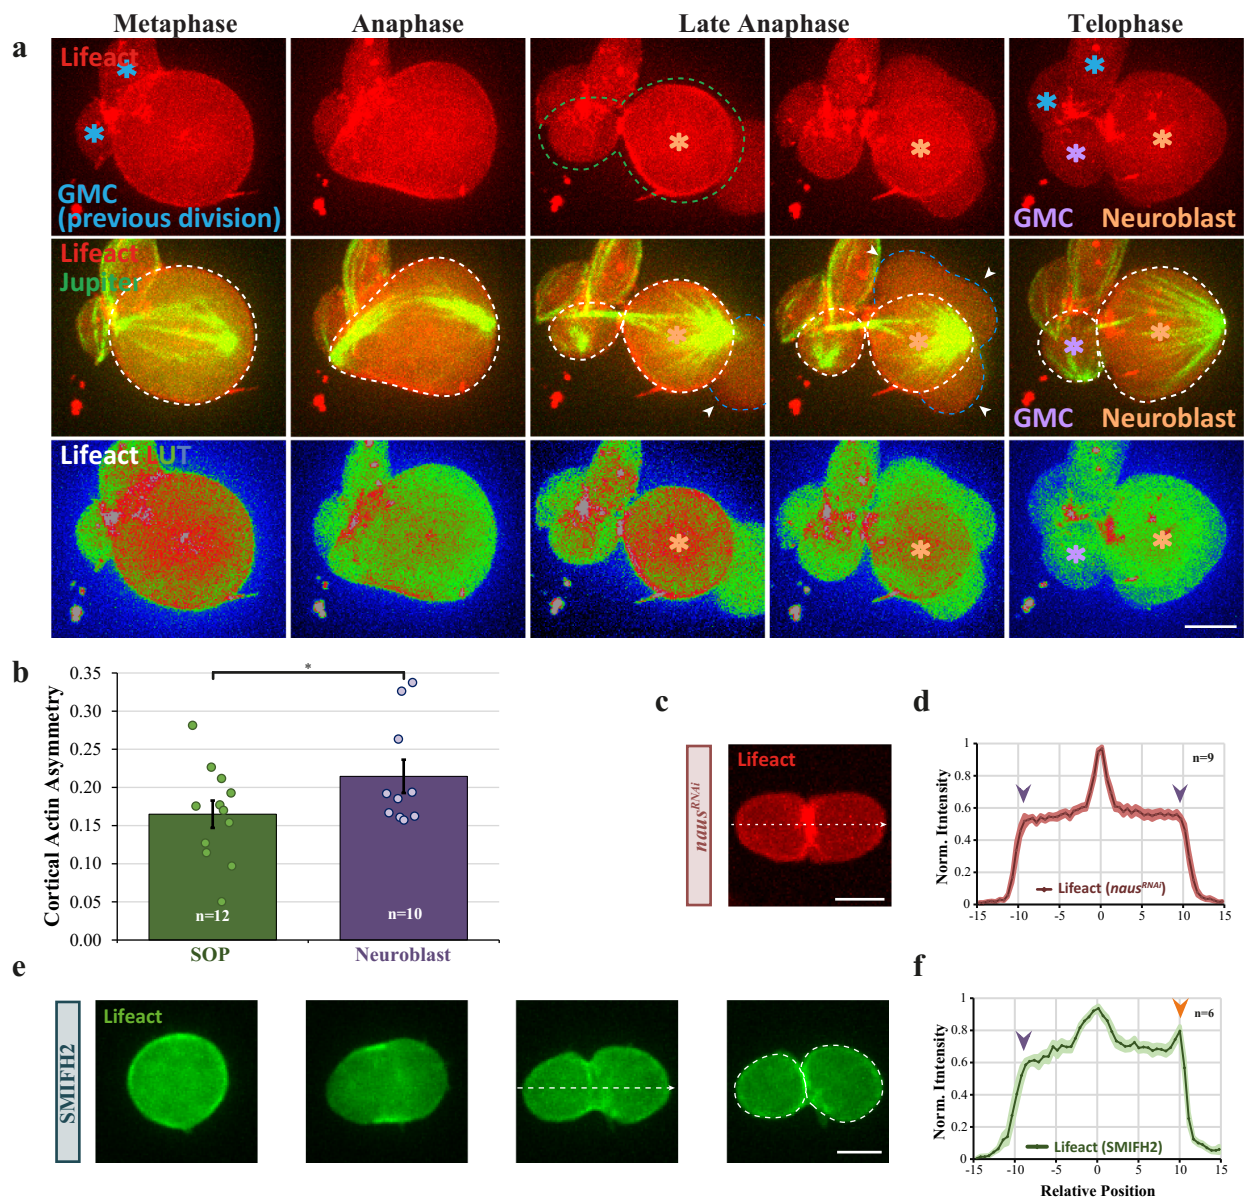 Metaphase Anaphase Late Anaphase Telophase
a
Lifeact
GMC
(previous division)
GMC Neuroblast
Lifeact
Jupiter
GMC Neuroblast
Lifeact LUT
b
Cortical Actin Asymmetry
0.35
0.30
0.25
0.20
0.15
0.10
0.05
0.00
*
n=12
n=10
SOP Neuroblast
c
naus^RNAi
Lifeact
d
Norm. Itntensity
1
0.8
0.6
0.4
0.2
0
n=9
Lifeact (naus^RNAi)
-15 -10 -5 0 5 10 15
e
SMIFH2
Lifeact
f
Norm. Itntensity
1
0.8
0.6
0.4
0.2
0
n=6
Lifeact (SMIFH2)
-15 -10 -5 0 5 10 15
Relative Position